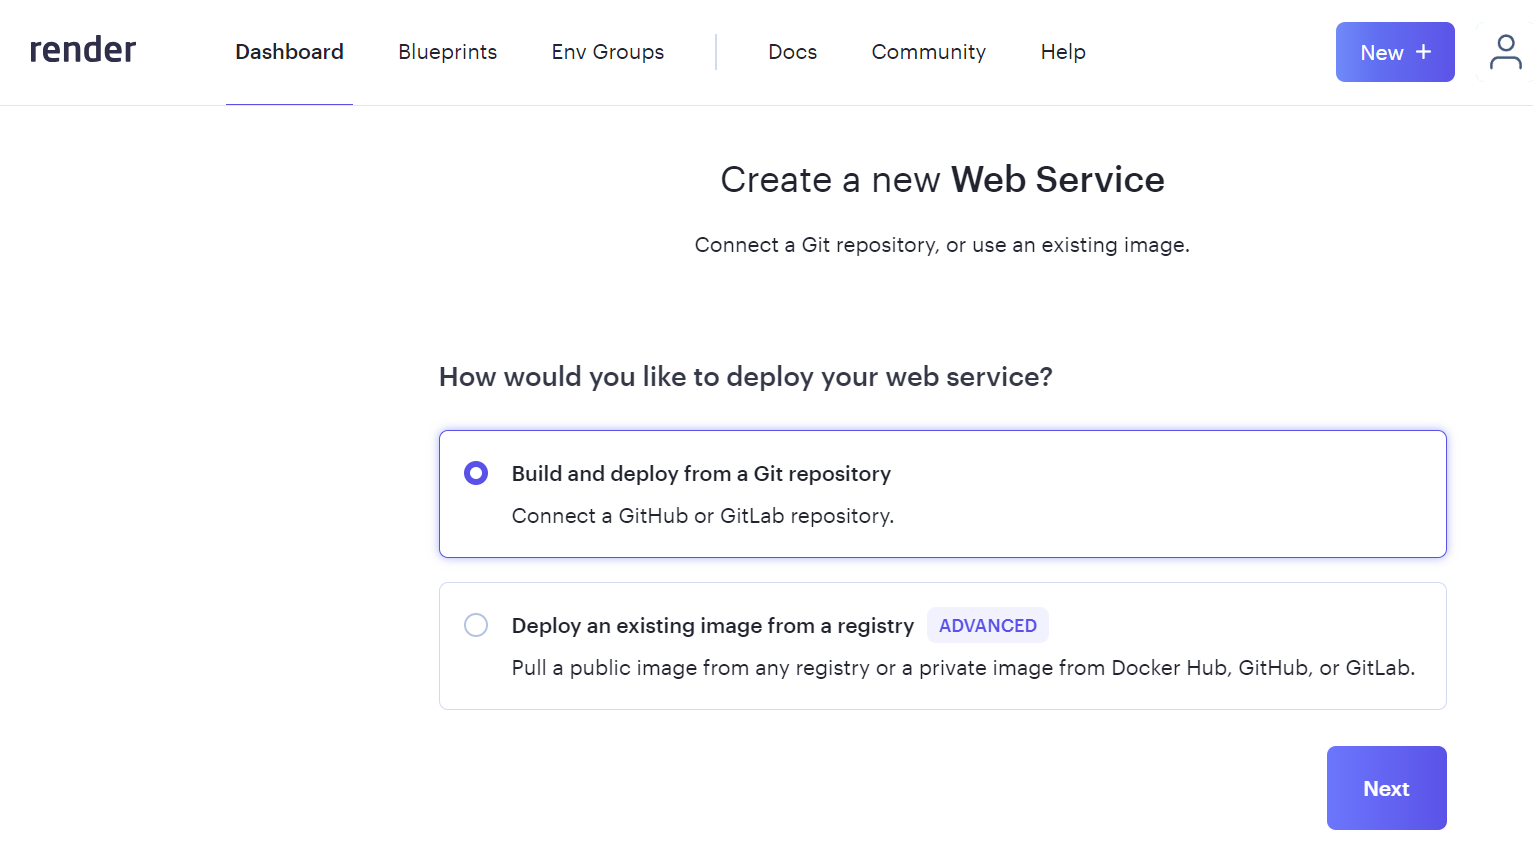 render
Dashboard Blueprints Env Groups Docs Community Help New +
Create a new Web Service
Connect a Git repository, or use an existing image.
How would you like to deploy your web service?
Build and deploy from a Git repository
Connect a GitHub or GitLab repository.
Deploy an existing image from a registry ADVANCED
Pull a public image from any registry or a private image from Docker Hub, GitHub, or GitLab.
Next